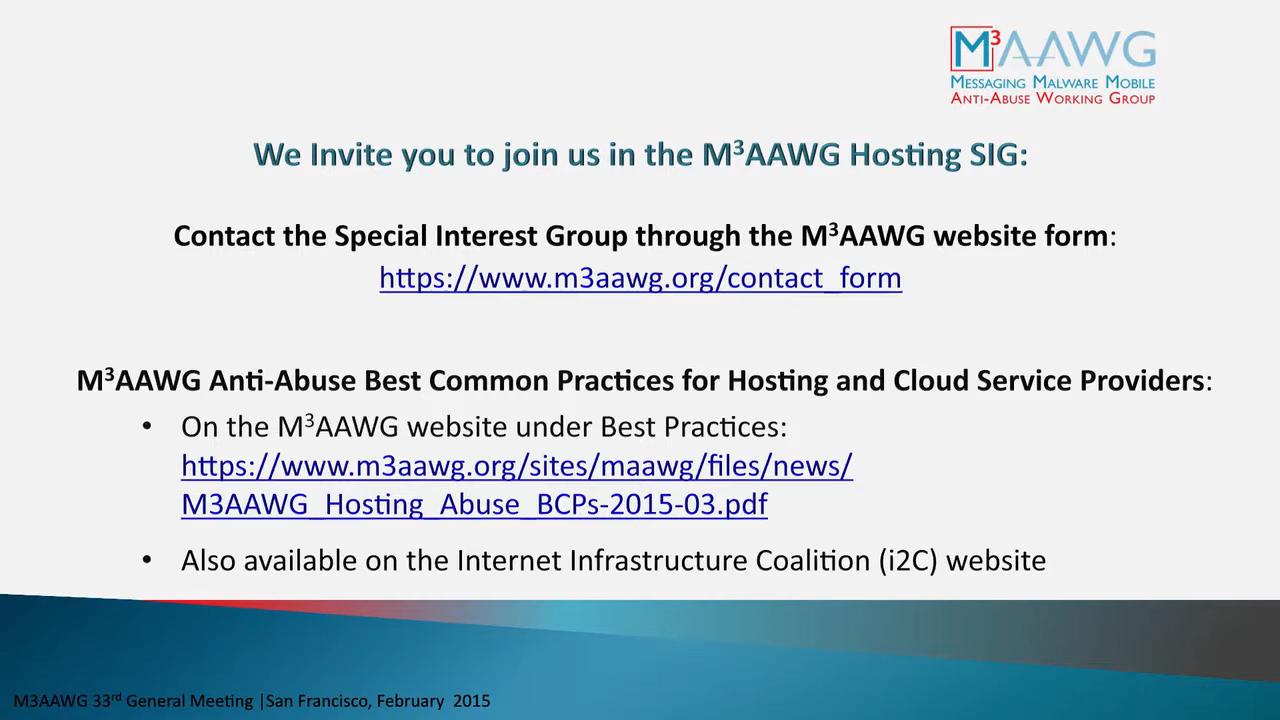 M³AAWG
MESSAGING MALWARE MOBILE
ANTI-ABUSE WORKING GROUP
We Invite you to join us in the M³AAWG Hosting SIG:
Contact the Special Interest Group through the M³AAWG website form:
https://www.m3aawg.org/contact_form
M³AAWG Anti-Abuse Best Common Practices for Hosting and Cloud Service Providers:
• On the M³AAWG website under Best Practices:
https://www.m3aawg.org/sites/maawg/files/news/
M3AAWG_Hosting_Abuse_BCPs-2015-03.pdf
• Also available on the Internet Infrastructure Coalition (i2C) website
M3AAWG 33rd General Meeting |San Francisco, February 2015